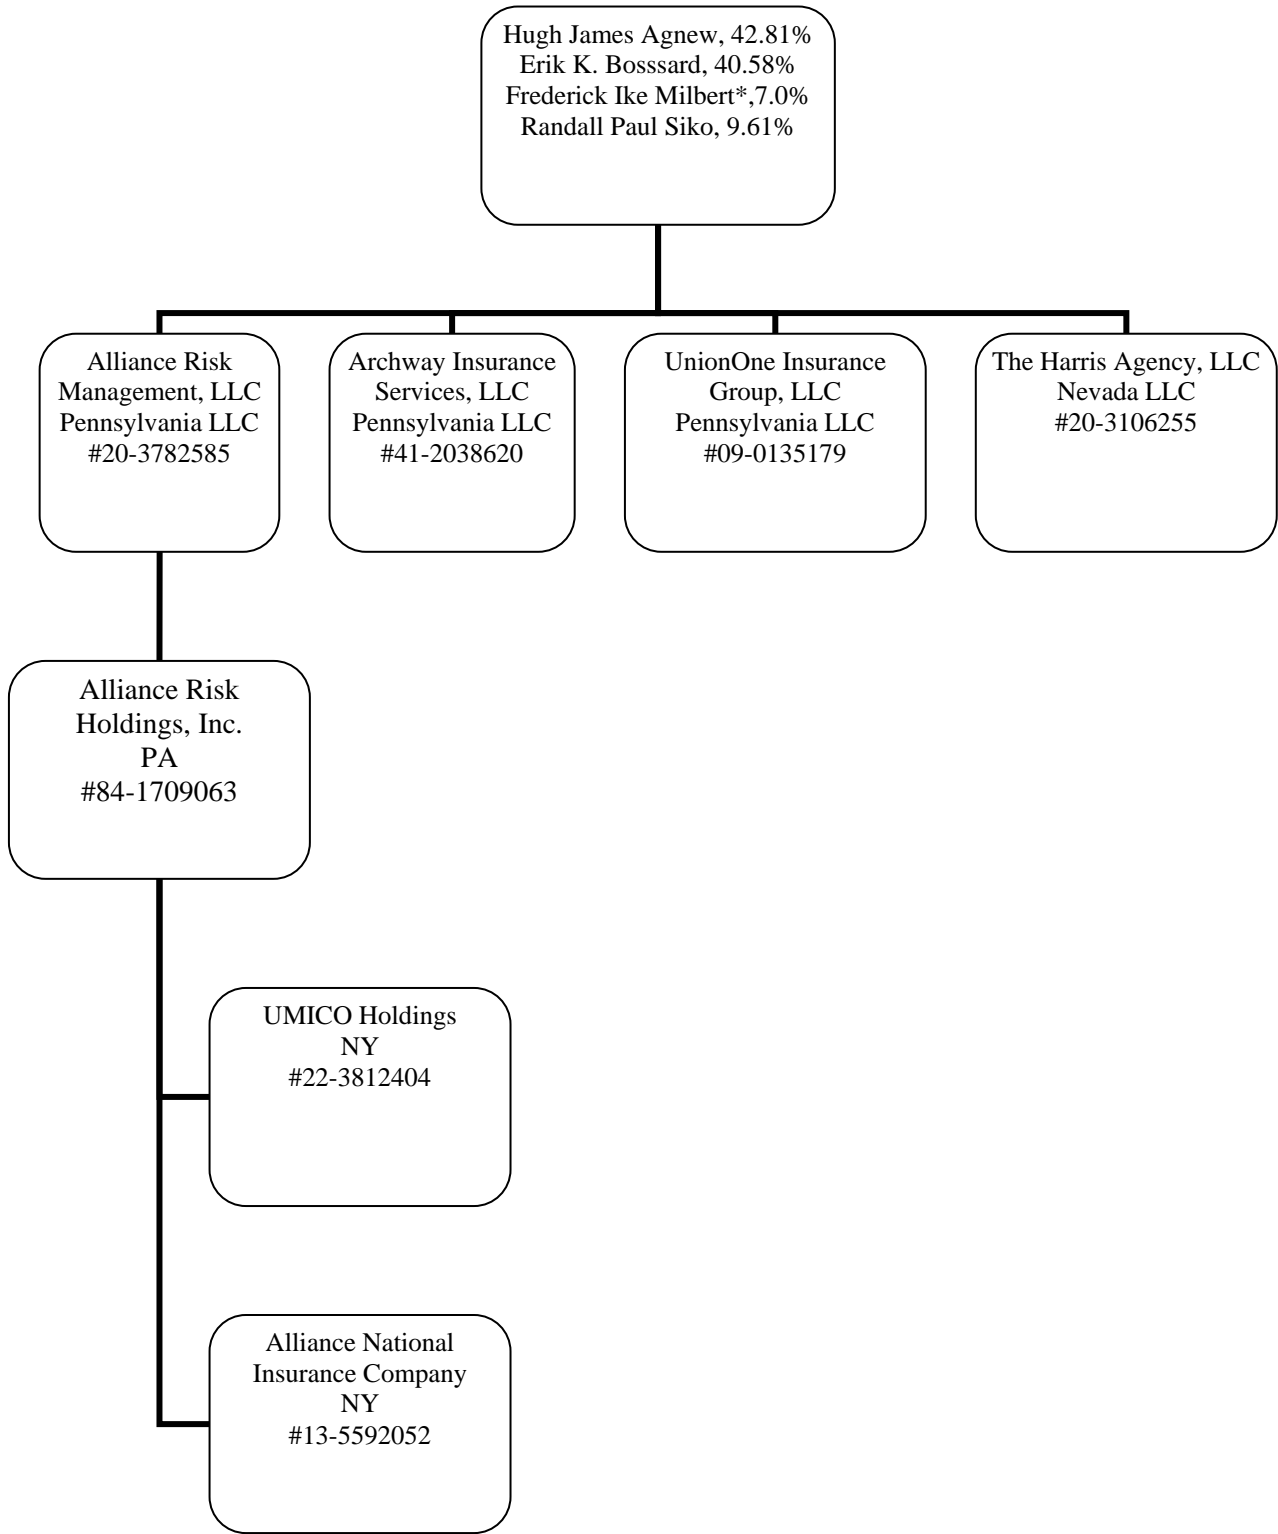 Hugh James Agnew, 42.81%
Erik K. Bosssard, 40.58%
Frederick Ike Milbert*,7.0%
Randall Paul Siko, 9.61%
Alliance Risk
Management, LLC
Pennsylvania LLC
#20-3782585
Archway Insurance
Services, LLC
Pennsylvania LLC
#41-2038620
UnionOne Insurance
Group, LLC
Pennsylvania LLC
#09-0135179
The Harris Agency, LLC
Nevada LLC
#20-3106255
Alliance Risk
Holdings, Inc.
PA
#84-1709063
UMICO Holdings
NY
#22-3812404
Alliance National
Insurance Company
NY
#13-5592052